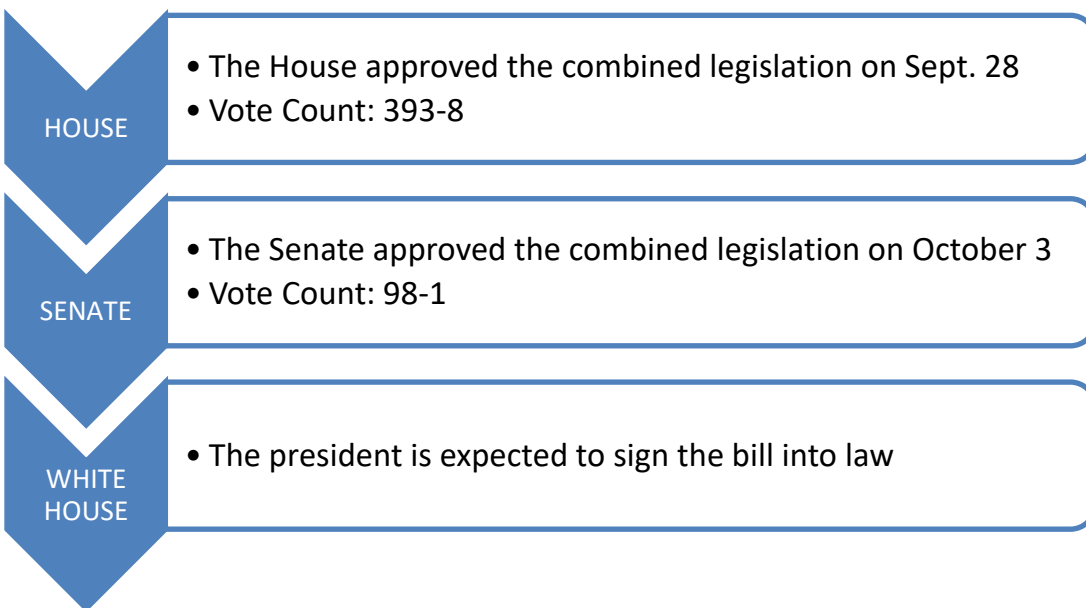 HOUSE
• The House approved the combined legislation on Sept. 28
• Vote Count: 393-8
SENATE
• The Senate approved the combined legislation on October 3
• Vote Count: 98-1
WHITE
HOUSE
• The president is expected to sign the bill into law